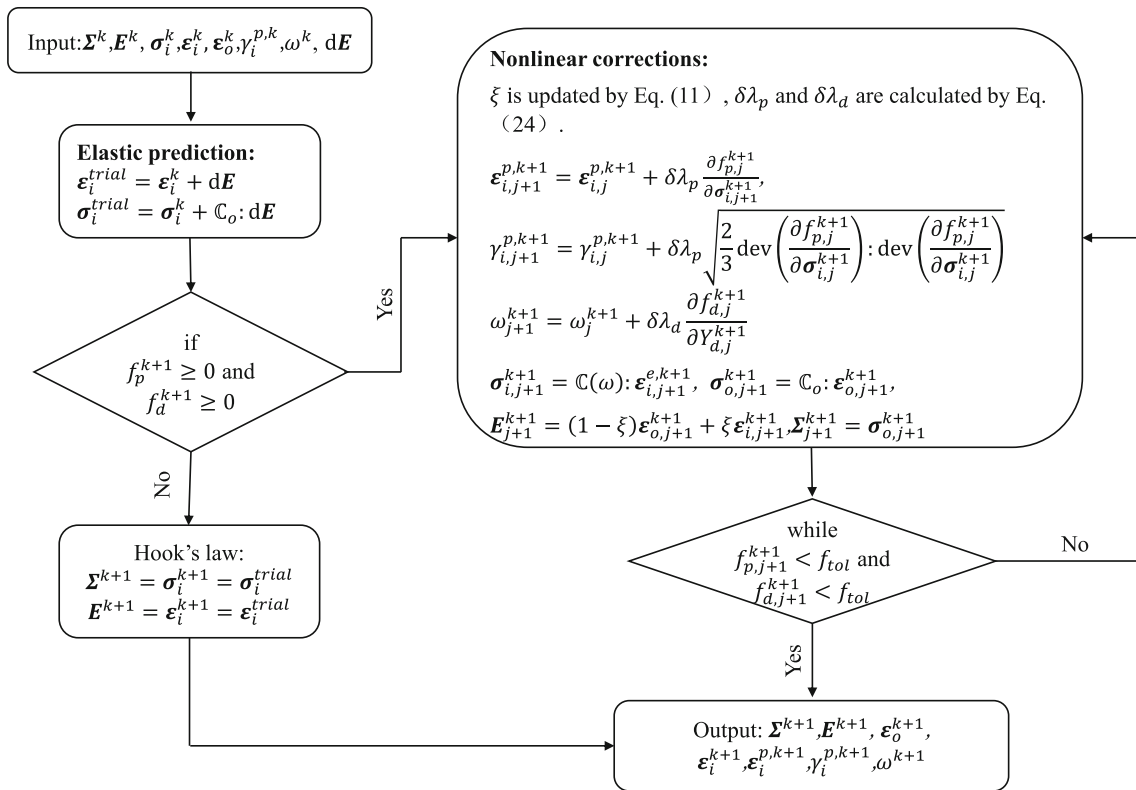 Input:𝜮^k,𝑬^k, 𝝈_i^k,𝜺_i^k, 𝜺_o^k,γ_i^{p,k},ω^k, d𝑬
Elastic prediction:
𝜺_i^{trial} = 𝜺_i^k + d𝑬
𝝈_i^{trial} = 𝝈_i^k + ℂ_o: d𝑬
if
f_p^{k+1} ≥ 0 and
f_d^{k+1} ≥ 0
Yes
No
Hook's law:
𝜮^{k+1} = 𝝈_i^{k+1} = 𝝈_i^{trial}
𝑬^{k+1} = 𝜺_i^{k+1} = 𝜺_i^{trial}
Nonlinear corrections:
ξ is updated by Eq. (11）, δλ_p and δλ_d are calculated by Eq.
（24）.
𝜺_{i,j+1}^{p,k+1} = 𝜺_{i,j}^{p,k+1} + δλ_p ∂f_{p,j}^{k+1}/∂𝝈_{i,j+1}^{k+1},
γ_{i,j+1}^{p,k+1} = γ_{i,j}^{p,k+1} + δλ_p √(2/3 dev(∂f_{p,j}^{k+1}/∂𝝈_{i,j}^{k+1}) : dev(∂f_{p,j}^{k+1}/∂𝝈_{i,j}^{k+1}))
ω_{j+1}^{k+1} = ω_j^{k+1} + δλ_d ∂f_{d,j}^{k+1}/∂Y_{d,j}^{k+1}
𝝈_{i,j+1}^{k+1} = ℂ(ω): 𝜺_{i,j+1}^{e,k+1}, 𝝈_{o,j+1}^{k+1} = ℂ_o: 𝜺_{o,j+1}^{k+1},
𝑬_{j+1}^{k+1} = (1 − ξ)𝜺_{o,j+1}^{k+1} + ξ𝜺_{i,j+1}^{k+1},𝜮_{j+1}^{k+1} = 𝝈_{o,j+1}^{k+1}
while
f_{p,j+1}^{k+1} < f_{tol} and
f_{d,j+1}^{k+1} < f_{tol}
No
Yes
Output: 𝜮^{k+1},𝑬^{k+1}, 𝜺_o^{k+1},
𝜺_i^{k+1},𝜺_i^{p,k+1},γ_i^{p,k+1},ω^{k+1}